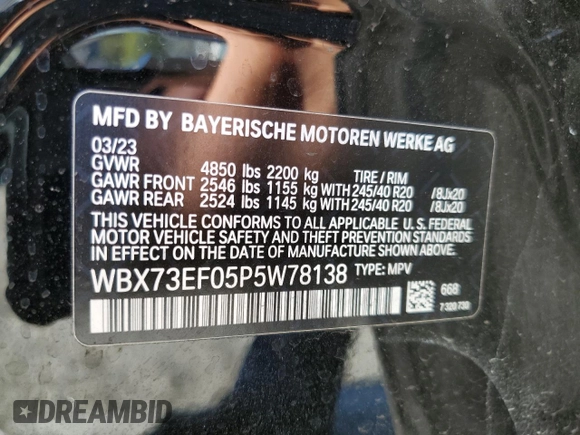 MFD BY BAYERISCHE MOTOREN WERKE AG
03/23
GVWR 4850 lbs 2200 kg TIRE / RIM
GAWR FRONT 2546 lbs 1155 kg WITH 245/40 R20 /8Jx20
GAWR REAR 2524 lbs 1145 kg WITH 245/40 R20 /8Jx20
THIS VEHICLE CONFORMS TO ALL APPLICABLE U. S. FEDERAL
MOTOR VEHICLE SAFETY AND THEFT PREVENTION STANDARDS
IN EFFECT ON THE DATE OF MANUFACTURE SHOWN ABOVE.
WBX73EF05P5W78138 TYPE: MPV
668
7 320 730
DREAMBID